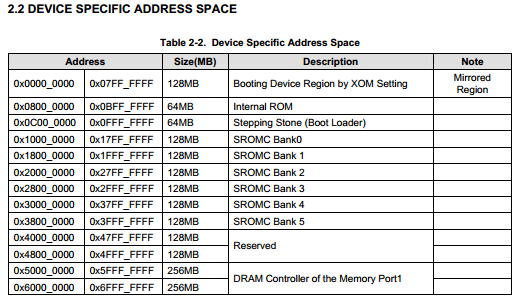 2.2 DEVICE SPECIFIC ADDRESS SPACE
Table 2-2. Device Specific Address Space
Address Size(MB) Description Note
0x0000_0000 0x07FF_FFFF 128MB Booting Device Region by XOM Setting Mirrored
Region
0x0800_0000 0x0BFF_FFFF 64MB Internal ROM
0x0C00_0000 0x0FFF_FFFF 64MB Stepping Stone (Boot Loader)
0x1000_0000 0x17FF_FFFF 128MB SROMC Bank0
0x1800_0000 0x1FFF_FFFF 128MB SROMC Bank 1
0x2000_0000 0x27FF_FFFF 128MB SROMC Bank 2
0x2800_0000 0x2FFF_FFFF 128MB SROMC Bank 3
0x3000_0000 0x37FF_FFFF 128MB SROMC Bank 4
0x3800_0000 0x3FFF_FFFF 128MB SROMC Bank 5
0x4000_0000 0x47FF_FFFF 128MB Reserved
0x4800_0000 0x4FFF_FFFF 128MB
0x5000_0000 0x5FFF_FFFF 256MB DRAM Controller of the Memory Port1
0x6000_0000 0x6FFF_FFFF 256MB